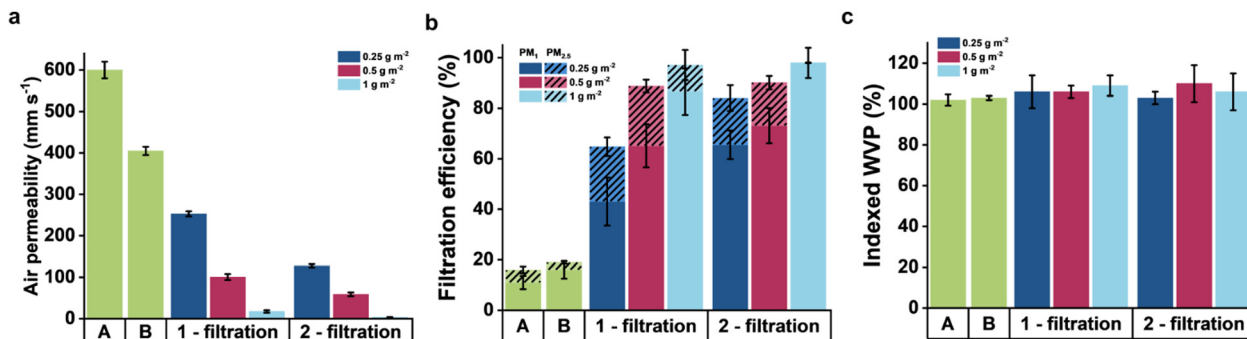 a
Air permeability (mm s⁻¹)
600
500
400
300
200
100
0
0.25 g m⁻²
0.5 g m⁻²
1 g m⁻²
A B 1 - filtration 2 - filtration
b
Filtration efficiency (%)
100
80
60
40
20
0
PM₁ PM₂.₅
0.25 g m⁻²
0.5 g m⁻²
1 g m⁻²
A B 1 - filtration 2 - filtration
c
Indexed WVP (%)
120
100
80
60
40
20
0
0.25 g m⁻²
0.5 g m⁻²
1 g m⁻²
A B 1 - filtration 2 - filtration